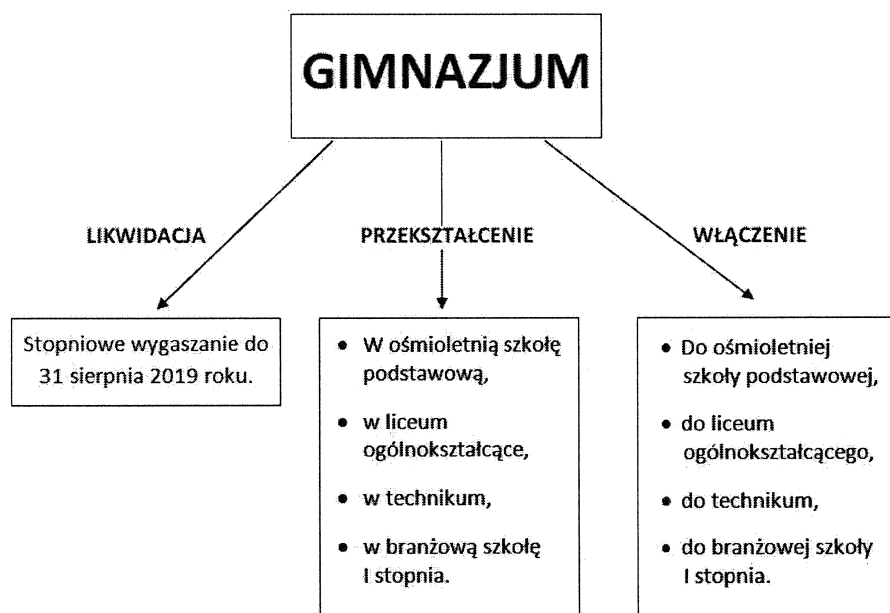 GIMNAZJUM
LIKWIDACJA
PRZEKSZTAŁCENIE
WŁĄCZENIE
Stopniowe wygaszanie do
31 sierpnia 2019 roku.
• W ośmioletnią szkołę
podstawową,
• w liceum
ogólnokształcące,
• w technikum,
• w branżową szkołę
I stopnia.
• Do ośmioletniej
szkoły podstawowej,
• do liceum
ogólnokształcącego,
• do technikum,
• do branżowej szkoły
I stopnia.